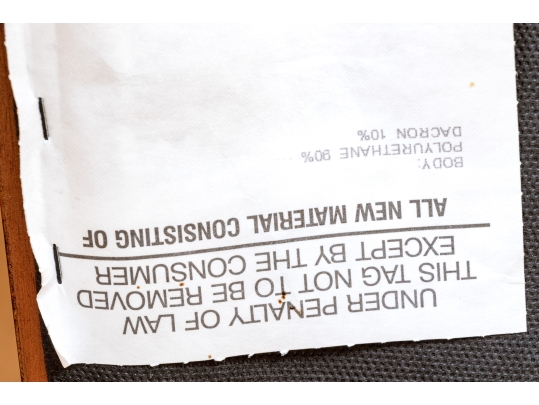 UNDER PENALTY OF LAW
THIS TAG NOT TO BE REMOVED
EXCEPT BY THE CONSUMER
ALL NEW MATERIAL CONSISTING OF
BODY:
POLYURETHANE 90%
DACRON 10%